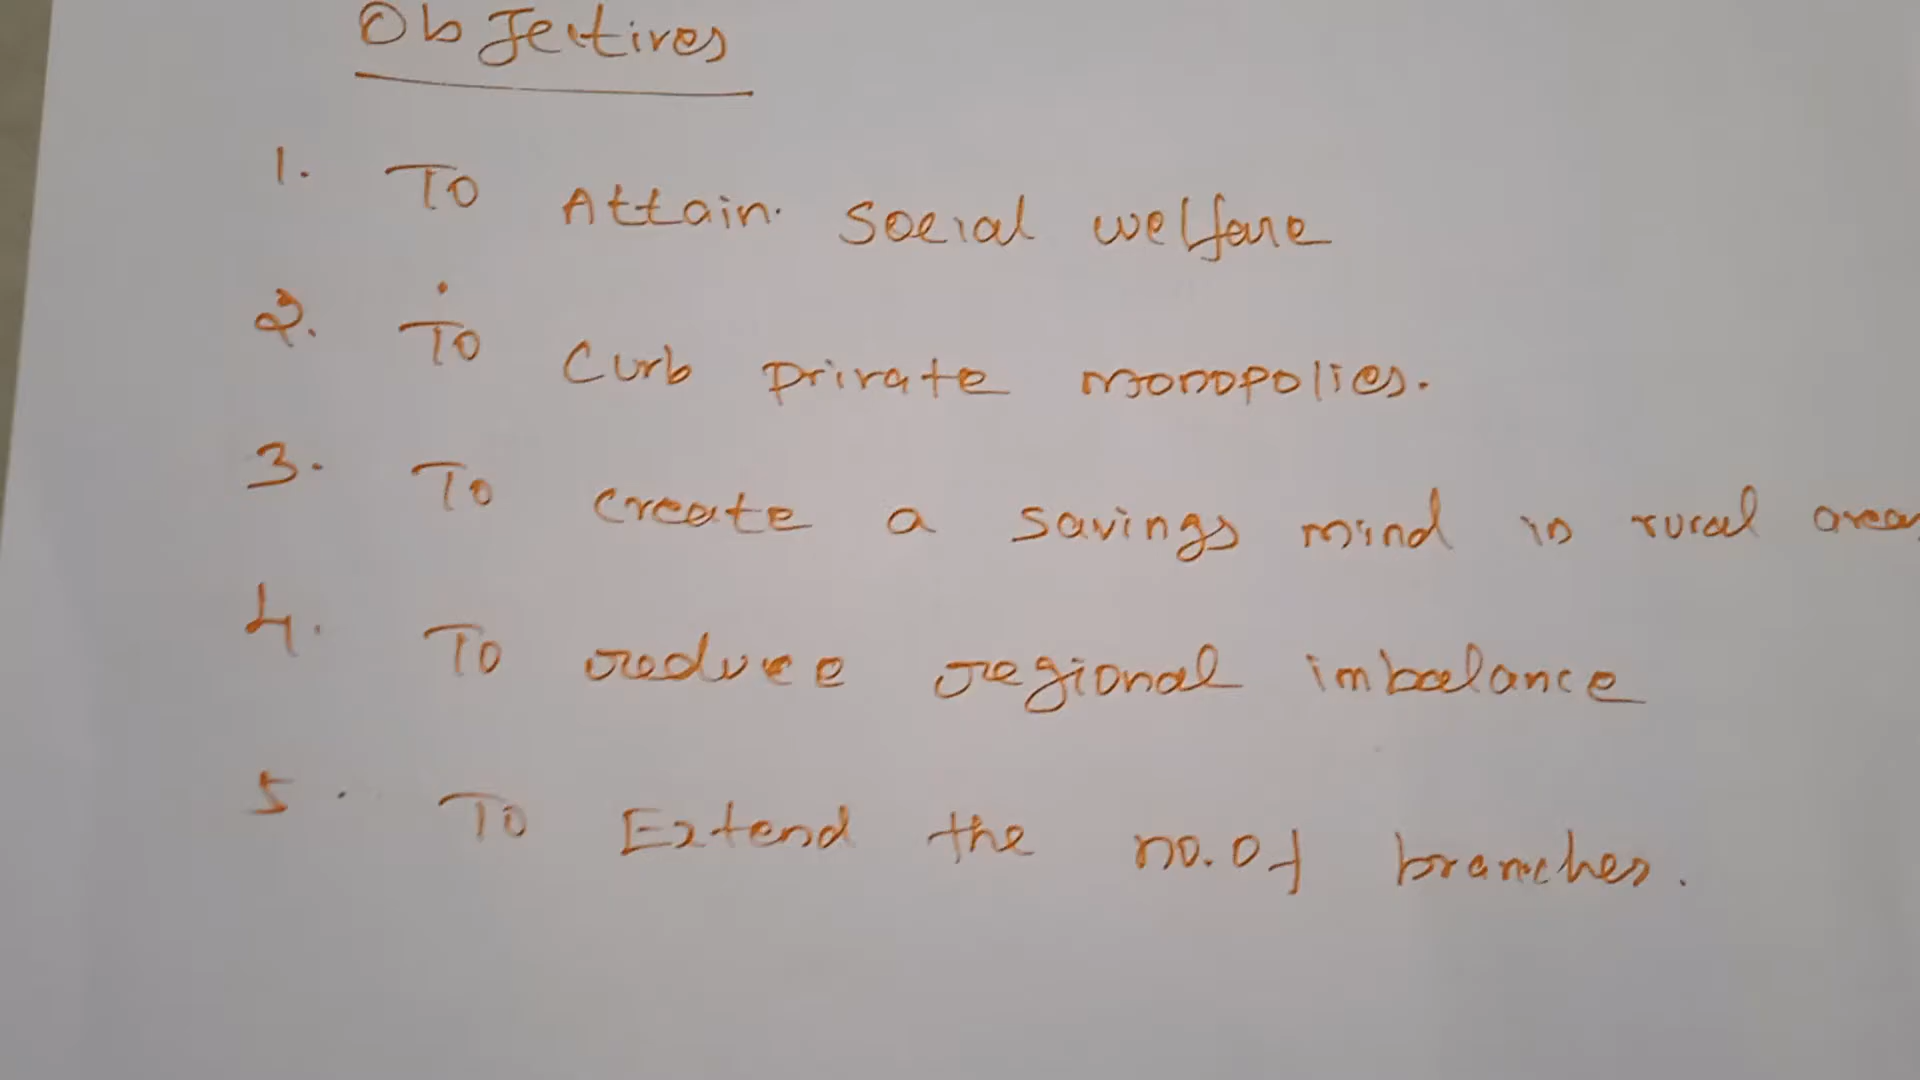 Objectives
1. To Attain. Social welfare
2. To Curb private monopolies.
3. To create a savings mind in rural areas
4. To reduce regional imbalance
5. To Extend the no. of branches.